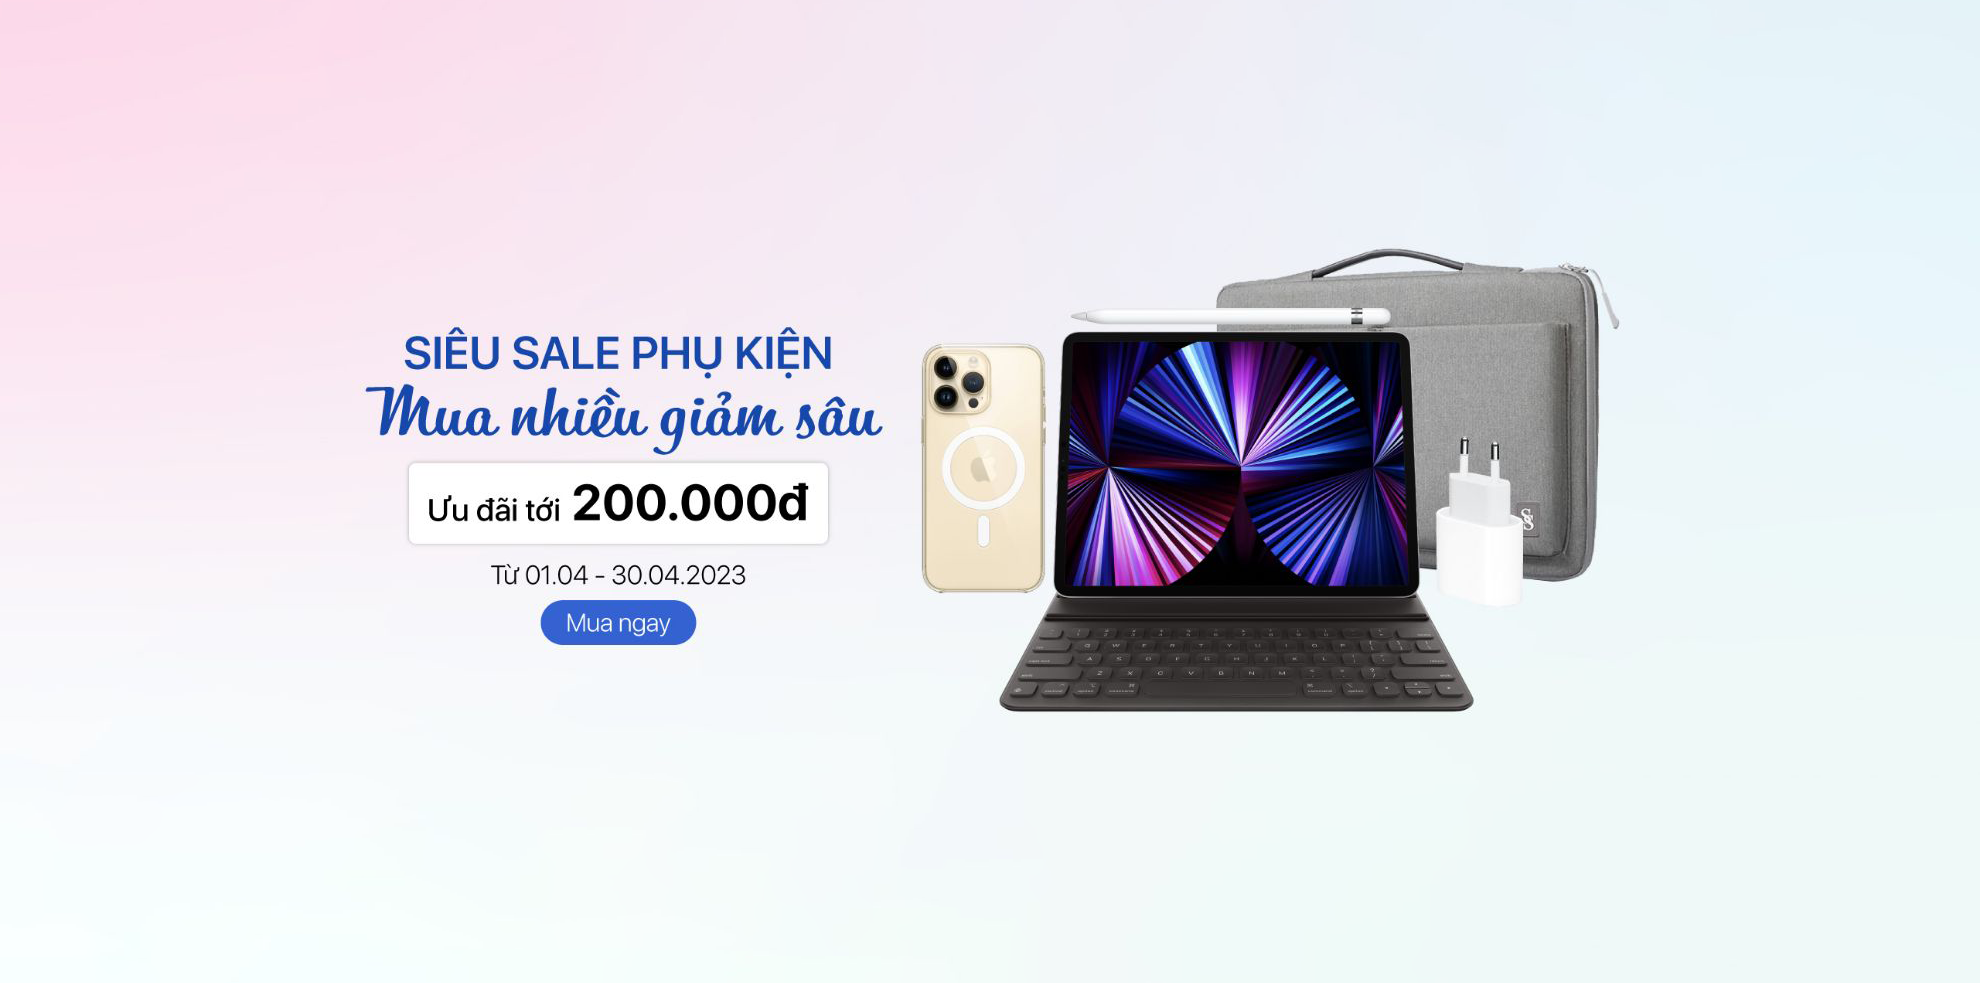 SIÊU SALE PHỤ KIỆN
Mua nhiều giảm sâu
Ưu đãi tới 200.000đ
Từ 01.04 - 30.04.2023
Mua ngay